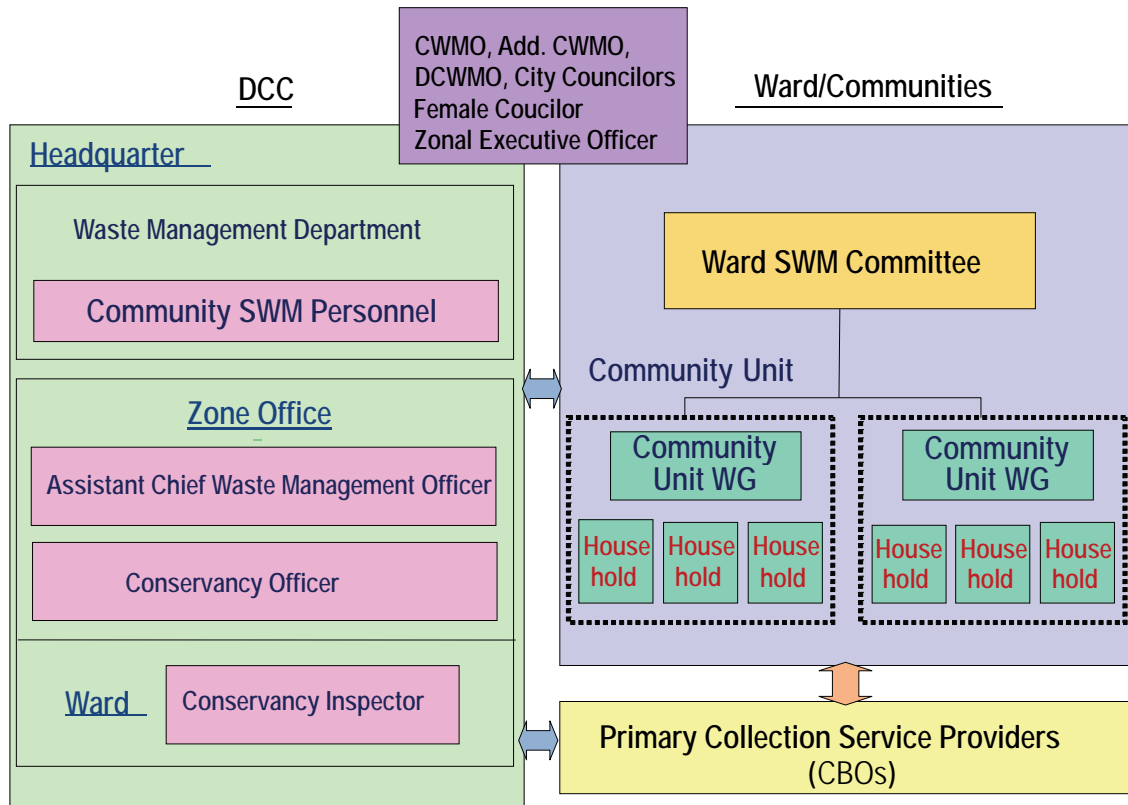 CWMO, Add. CWMO,
DCWMO, City Councilors
Female Coucilor
Zonal Executive Officer
DCC
Ward/Communities
Headquarter
Waste Management Department
Community SWM Personnel
Zone Office
Assistant Chief Waste Management Officer
Conservancy Officer
Ward
Conservancy Inspector
Ward SWM Committee
Community Unit
Community
Unit WG
House
hold
House
hold
House
hold
Community
Unit WG
House
hold
House
hold
House
hold
Primary Collection Service Providers
(CBOs)